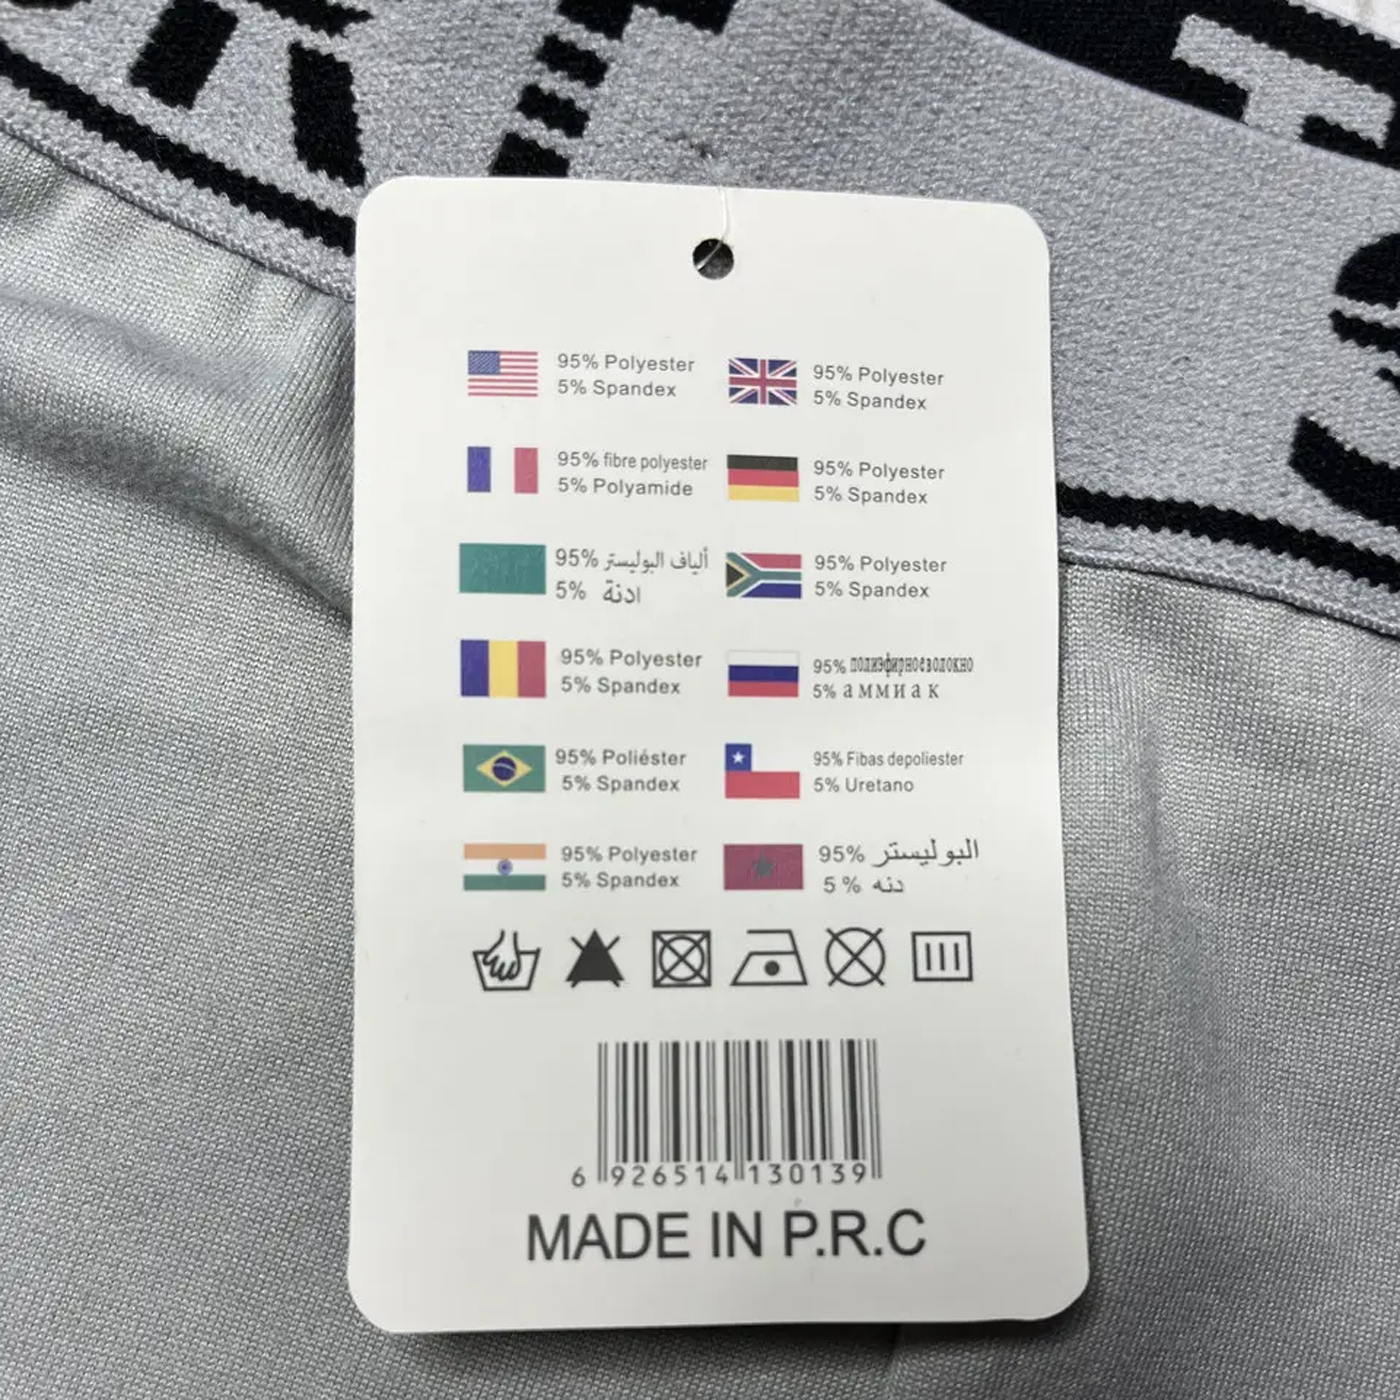 95% Polyester
5% Spandex
95% Polyester
5% Spandex
95% fibre polyester
5% Polyamide
95% Polyester
5% Spandex
95% ألياف البوليستر
5% ادنة
95% Polyester
5% Spandex
95% Polyester
5% Spandex
95% полиэфирноеволокно
5% аммиак
95% Poliéster
5% Spandex
95% Fibas depoliester
5% Uretano
95% Polyester
5% Spandex
95% البوليستر
5% دنه
6 926514 130139
MADE IN P.R.C